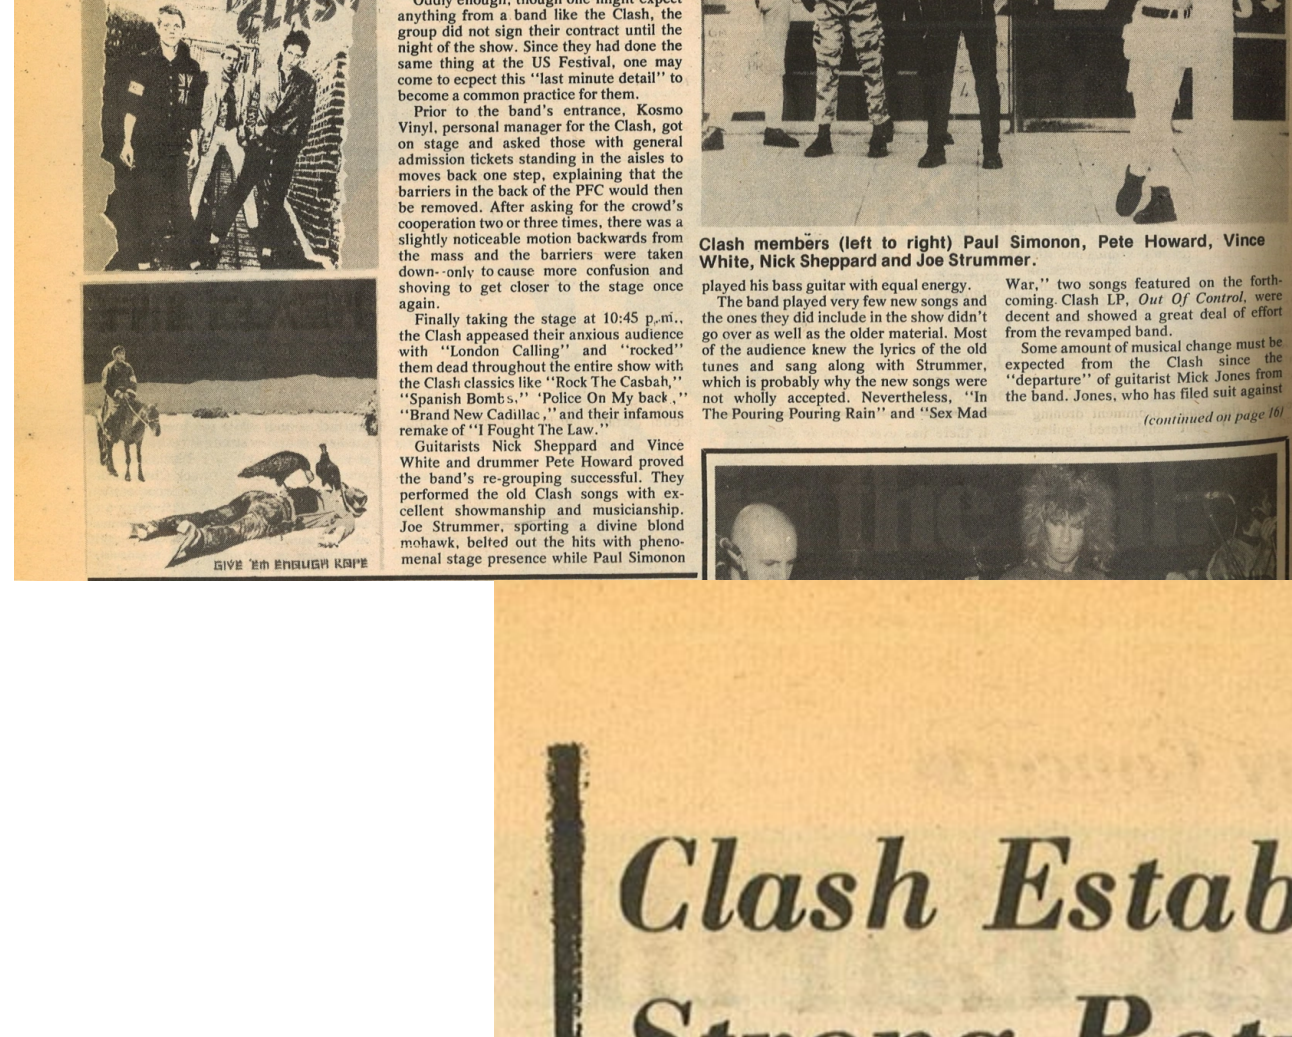 CLASH
Oddly enough, though one might expect
anything from a band like the Clash, the
group did not sign their contract until the
night of the show. Since they had done the
same thing at the US Festival, one may
come to ecpect this "last minute detail" to
become a common practice for them.
Prior to the band's entrance, Kosmo
Vinyl, personal manager for the Clash, got
on stage and asked those with general
admission tickets standing in the aisles to
moves back one step, explaining that the
barriers in the back of the PFC would then
be removed. After asking for the crowd's
cooperation two or three times, there was a
slightly noticeable motion backwards from
the mass and the barriers were taken
down--only to cause more confusion and
shoving to get closer to the stage once
again.
Finally taking the stage at 10:45 p.m.,
the Clash appeased their anxious audience
with "London Calling" and "rocked"
them dead throughout the entire show with
the Clash classics like "Rock The Casbah,"
"Spanish Bombs," 'Police On My back,"
"Brand New Cadillac," and their infamous
remake of "I Fought The Law."
Guitarists Nick Sheppard and Vince
White and drummer Pete Howard proved
the band's re-grouping successful. They
performed the old Clash songs with ex-
cellent showmanship and musicianship.
Joe Strummer, sporting a divine blond
mohawk, belted out the hits with pheno-
menal stage presence while Paul Simonon
GIVE 'EM ENOUGH ROPE
Clash members (left to right) Paul Simonon, Pete Howard, Vince
White, Nick Sheppard and Joe Strummer.
played his bass guitar with equal energy.
The band played very few new songs and
the ones they did include in the show didn't
go over as well as the older material. Most
of the audience knew the lyrics of the old
tunes and sang along with Strummer,
which is probably why the new songs were
not wholly accepted. Nevertheless, "In
The Pouring Pouring Rain" and "Sex Mad
War," two songs featured on the forth-
coming Clash LP, Out Of Control, were
decent and showed a great deal of effort
from the revamped band.
Some amount of musical change must be
expected from the Clash since the
"departure" of guitarist Mick Jones from
the band. Jones, who has filed suit against
(continued on page 16)
Clash Estab
Strong